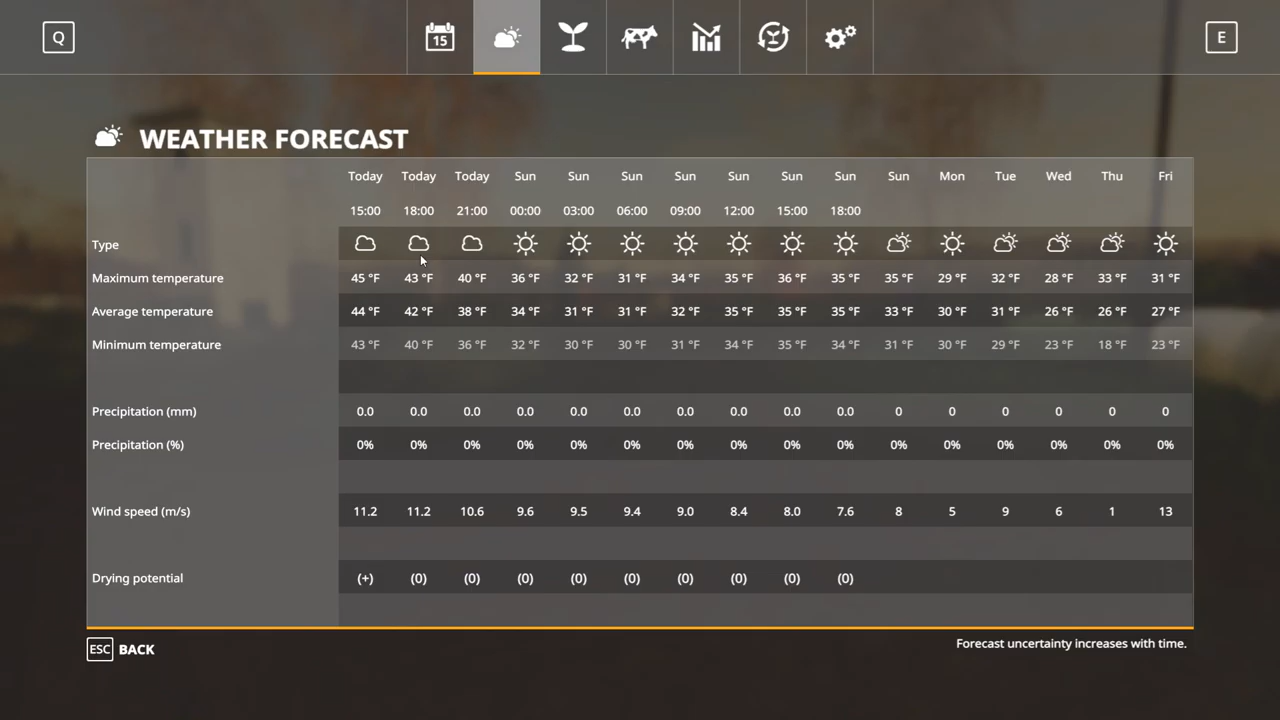 Q
15
E
WEATHER FORECAST
Today Today Today Sun Sun Sun Sun Sun Sun Sun Sun Mon Tue Wed Thu Fri
15:00 18:00 21:00 00:00 03:00 06:00 09:00 12:00 15:00 18:00
Type
Maximum temperature 45 °F 43 °F 40 °F 36 °F 32 °F 31 °F 34 °F 35 °F 36 °F 35 °F 35 °F 29 °F 32 °F 28 °F 33 °F 31 °F
Average temperature 44 °F 42 °F 38 °F 34 °F 31 °F 31 °F 32 °F 35 °F 35 °F 35 °F 33 °F 30 °F 31 °F 26 °F 26 °F 27 °F
Minimum temperature 43 °F 40 °F 36 °F 32 °F 30 °F 30 °F 31 °F 34 °F 35 °F 34 °F 31 °F 30 °F 29 °F 23 °F 18 °F 23 °F
Precipitation (mm) 0.0 0.0 0.0 0.0 0.0 0.0 0.0 0.0 0.0 0.0 0 0 0 0 0 0
Precipitation (%) 0% 0% 0% 0% 0% 0% 0% 0% 0% 0% 0% 0% 0% 0% 0% 0%
Wind speed (m/s) 11.2 11.2 10.6 9.6 9.5 9.4 9.0 8.4 8.0 7.6 8 5 9 6 1 13
Drying potential (+) (0) (0) (0) (0) (0) (0) (0) (0) (0)
ESC BACK
Forecast uncertainty increases with time.